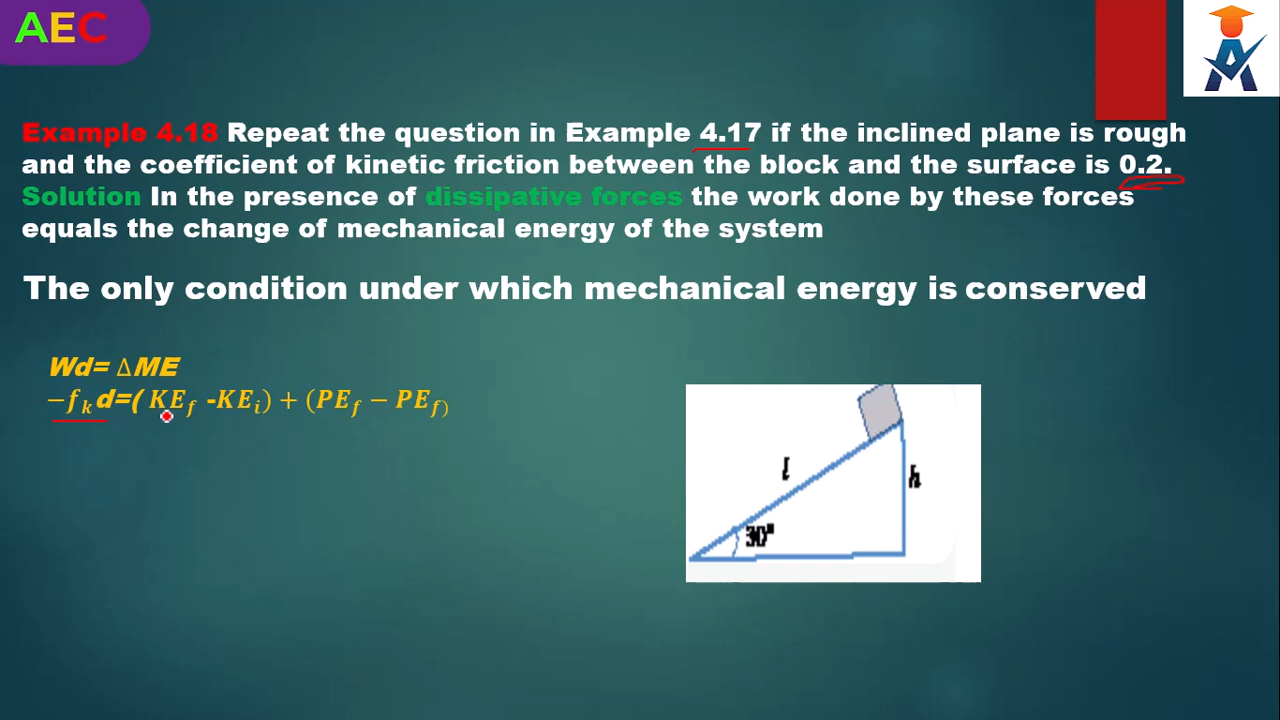 AEC
Example 4.18 Repeat the question in Example 4.17 if the inclined plane is rough
and the coefficient of kinetic friction between the block and the surface is 0.2.
Solution In the presence of dissipative forces the work done by these forces
equals the change of mechanical energy of the system
The only condition under which mechanical energy is conserved
Wd= ∆ME
−fₖd=( KE_f -KE_i) + (PE_f − PE_f)
l
h
30°